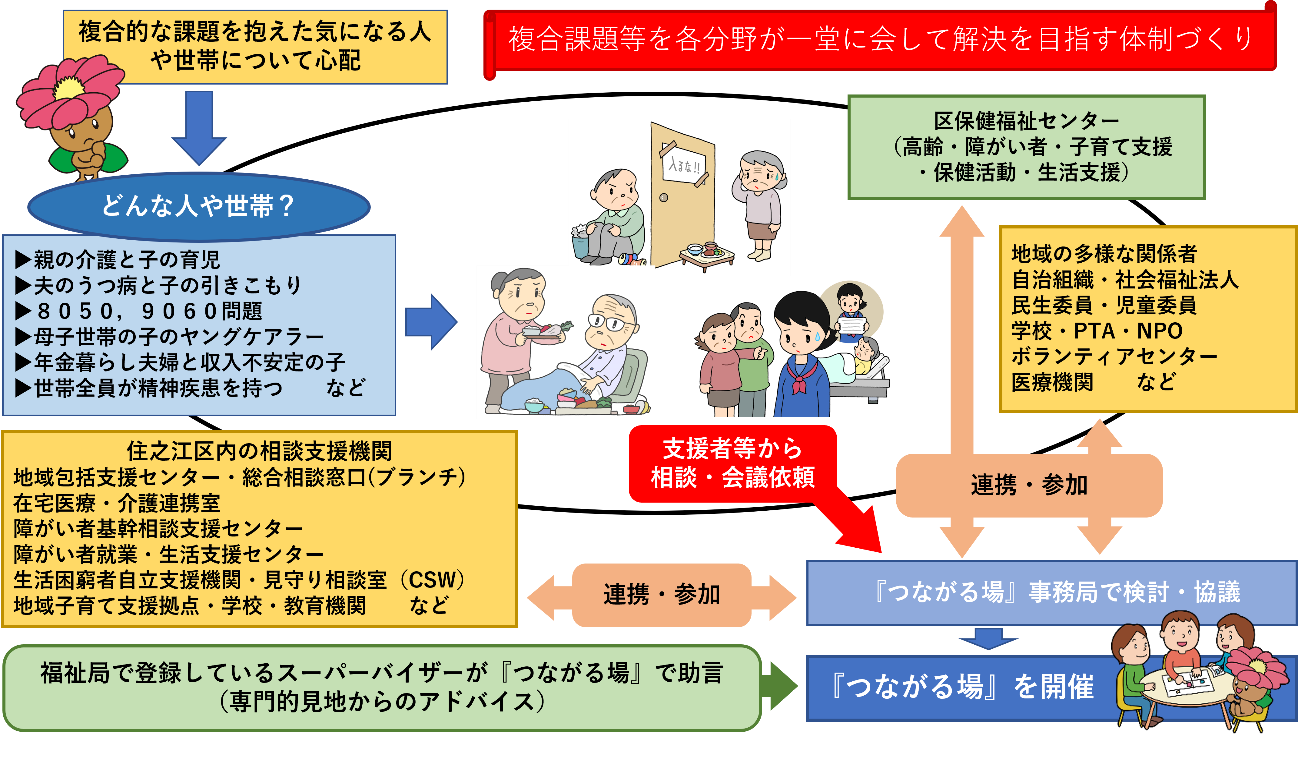 複合的な課題を抱えた気になる人
や世帯について心配
複合課題等を各分野が一堂に会して解決を目指す体制づくり
どんな人や世帯？
▶親の介護と子の育児
▶夫のうつ病と子の引きこもり
▶８０５０，９０６０問題
▶母子世帯の子のヤングケアラー
▶年金暮らし夫婦と収入不安定の子
▶世帯全員が精神疾患を持つ　　など
入るな!!
区保健福祉センター
（高齢・障がい者・子育て支援
・保健活動・生活支援）
地域の多様な関係者
自治組織・社会福祉法人
民生委員・児童委員
学校・PTA・NPO
ボランティアセンター
医療機関　　など
住之江区内の相談支援機関
地域包括支援センター・総合相談窓口(ブランチ）
在宅医療・介護連携室
障がい者基幹相談支援センター
障がい者就業・生活支援センター
生活困窮者自立支援機関・見守り相談室（CSW）
地域子育て支援拠点・学校・教育機関　　など
支援者等から
相談・会議依頼
連携・参加
連携・参加
『つながる場』事務局で検討・協議
福祉局で登録しているスーパーバイザーが『つながる場』で助言
（専門的見地からのアドバイス）
『つながる場』を開催